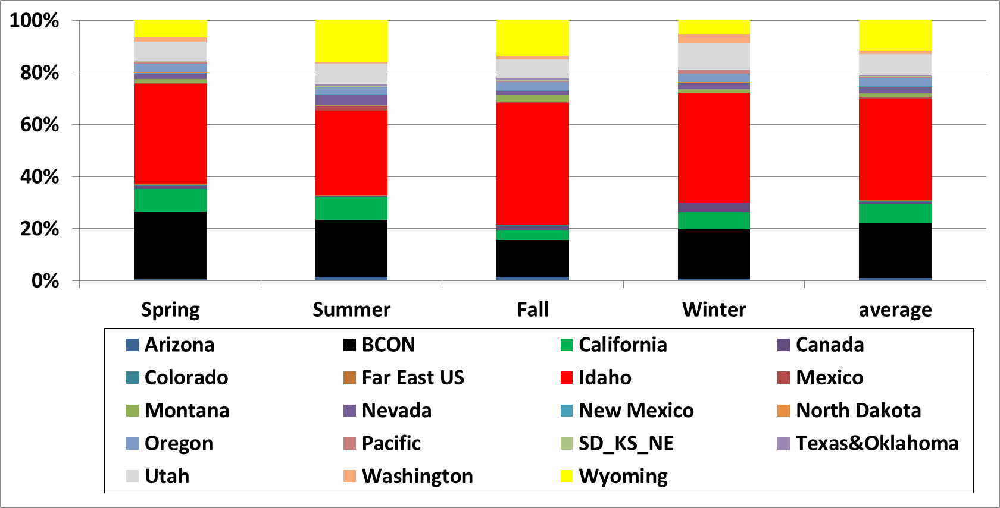 100%
80%
60%
40%
20%
0%
Spring Summer Fall Winter average
Arizona BCON California Canada
Colorado Far East US Idaho Mexico
Montana Nevada New Mexico North Dakota
Oregon Pacific SD_KS_NE Texas&Oklahoma
Utah Washington Wyoming